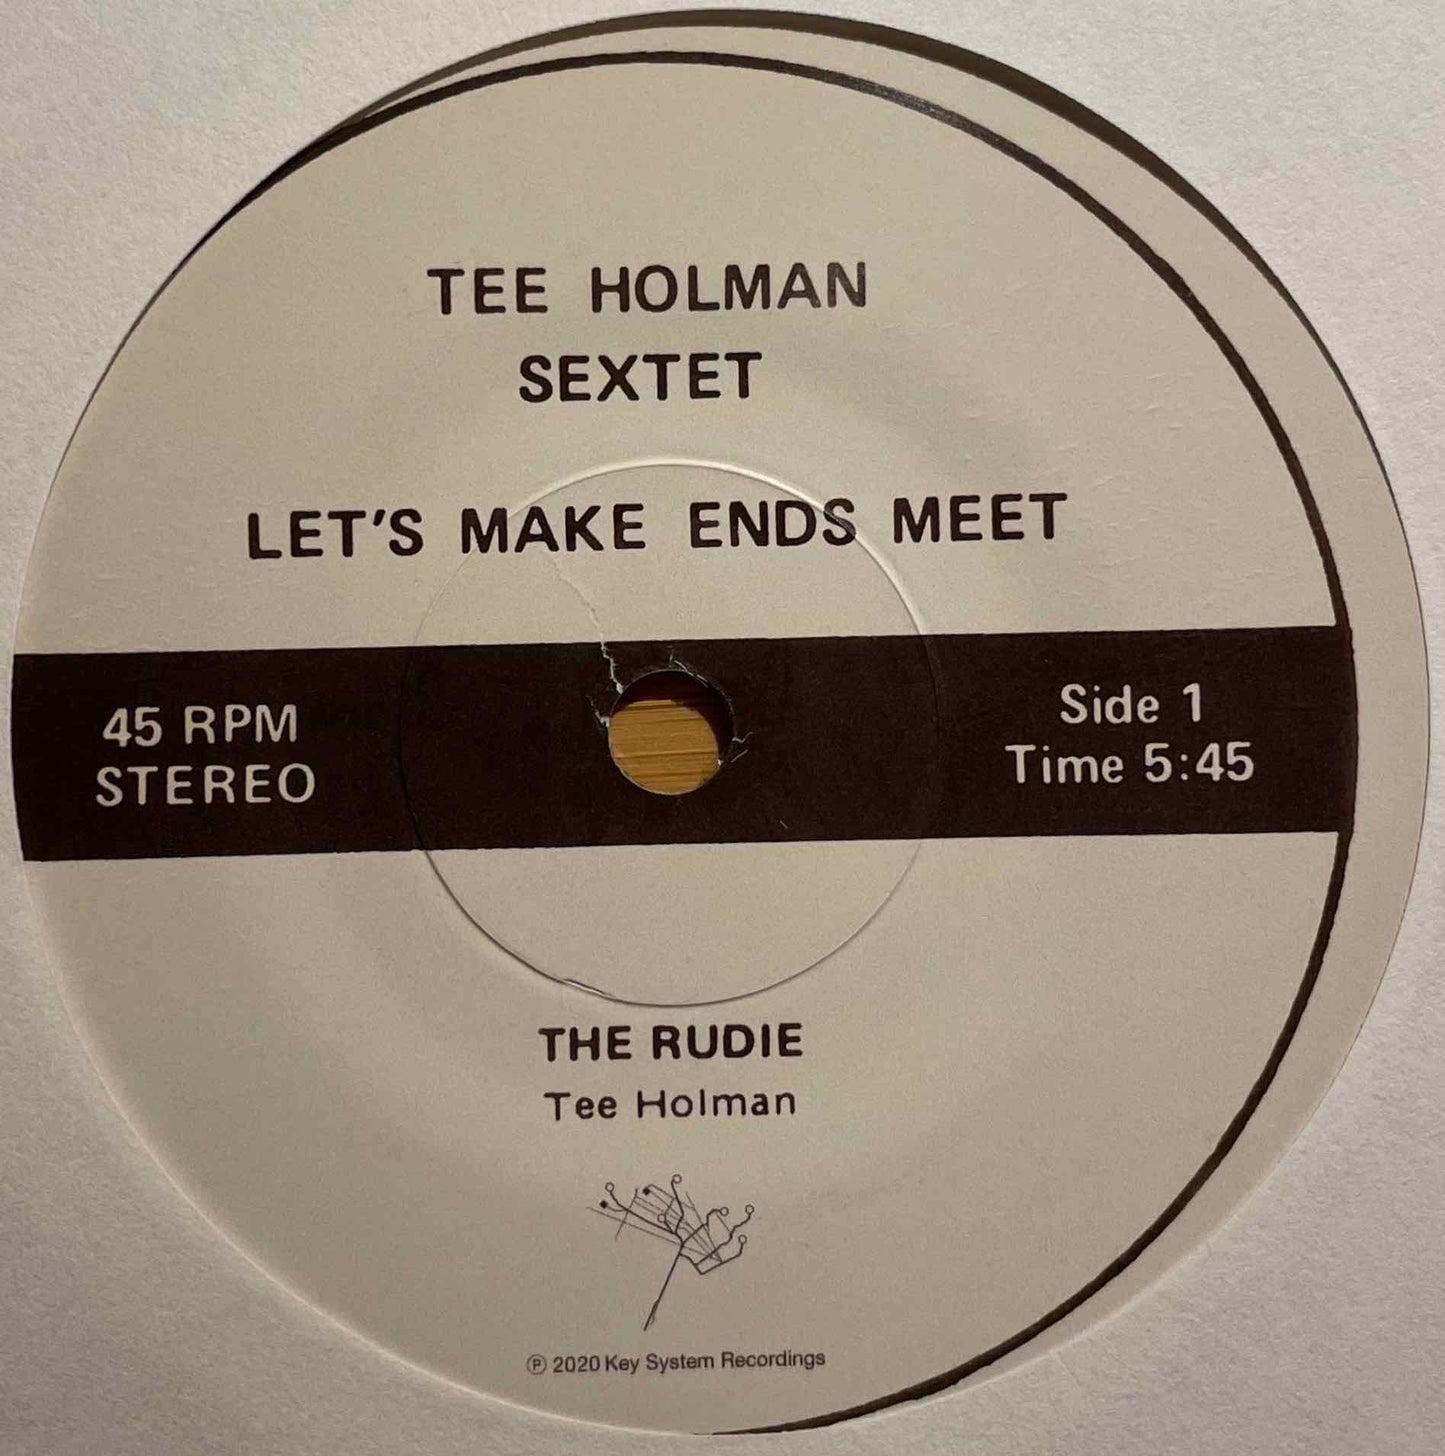 TEE HOLMAN
SEXTET
LET'S MAKE ENDS MEET
45 RPM
STEREO
Side 1
Time 5:45
THE RUDIE
Tee Holman
℗ 2020 Key System Recordings